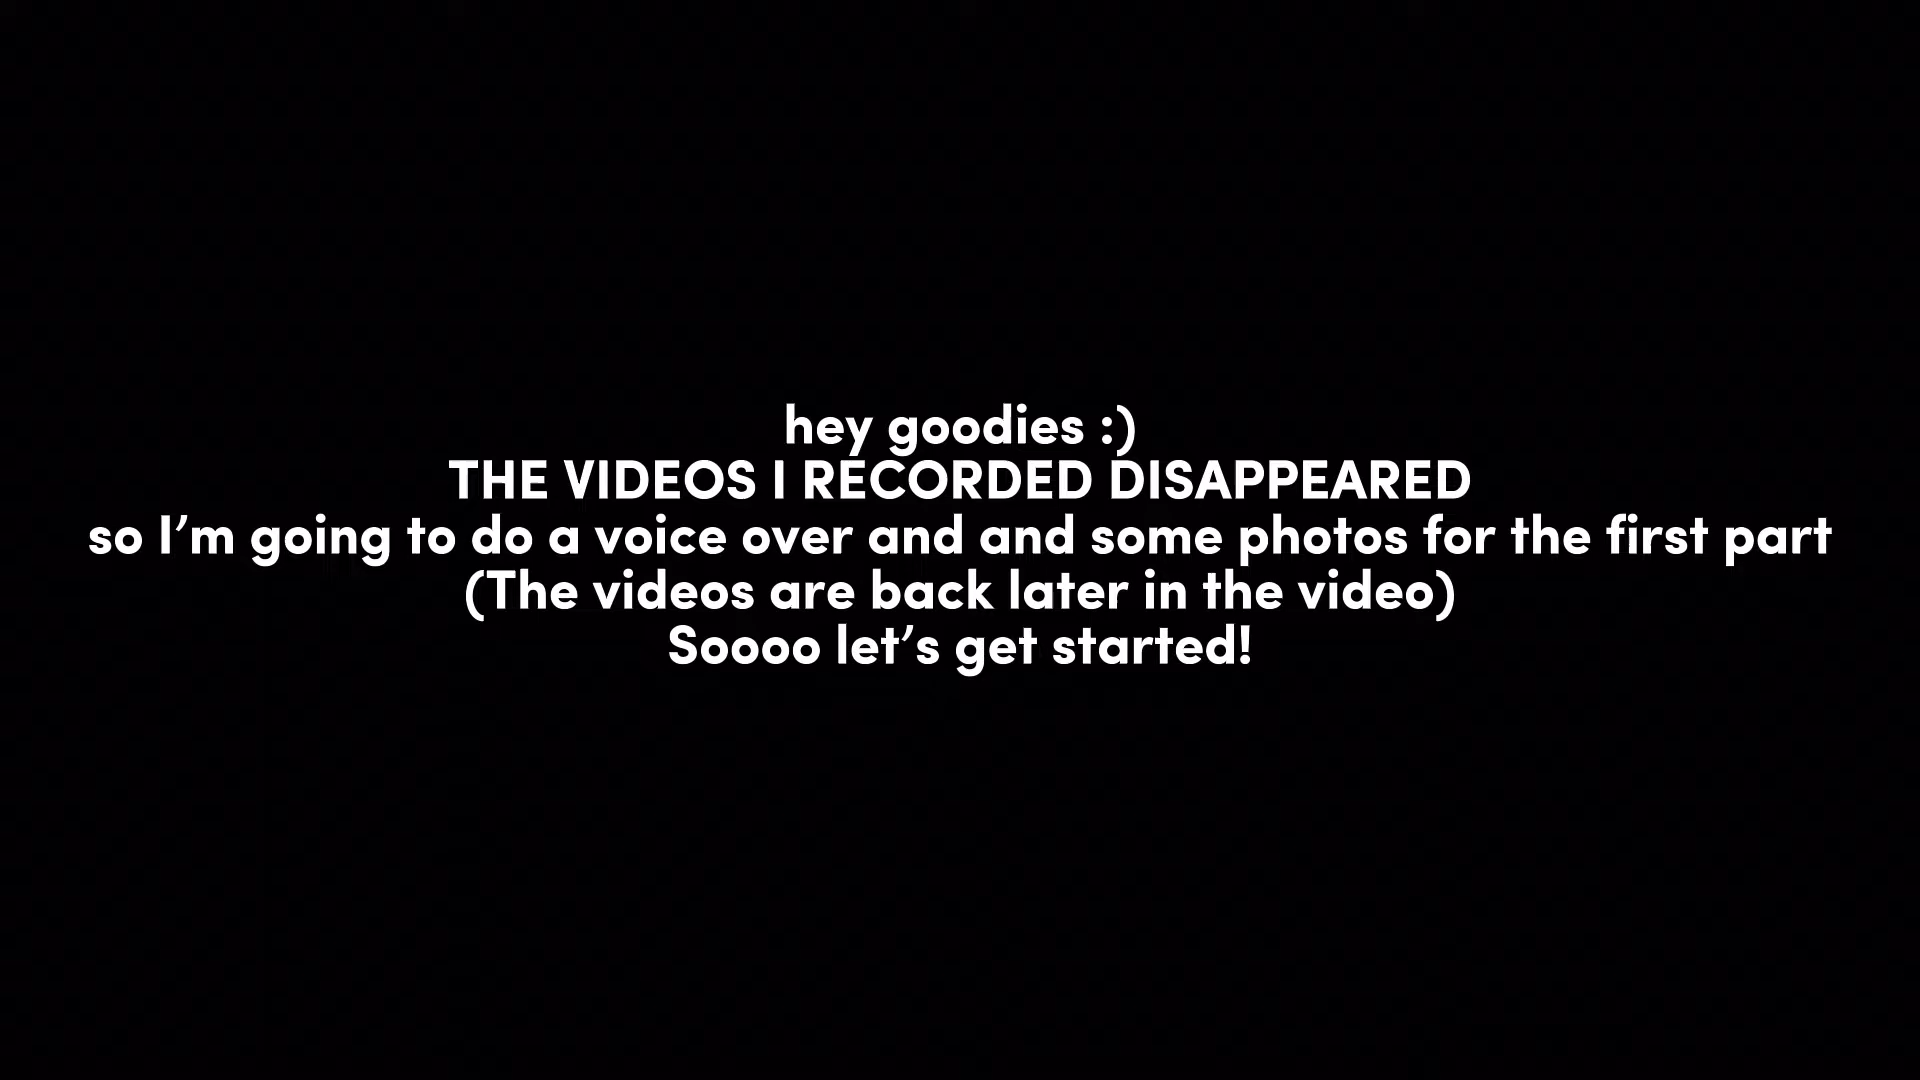 hey goodies :)
THE VIDEOS I RECORDED DISAPPEARED
so I’m going to do a voice over and and some photos for the first part
(The videos are back later in the video)
Soooo let’s get started!